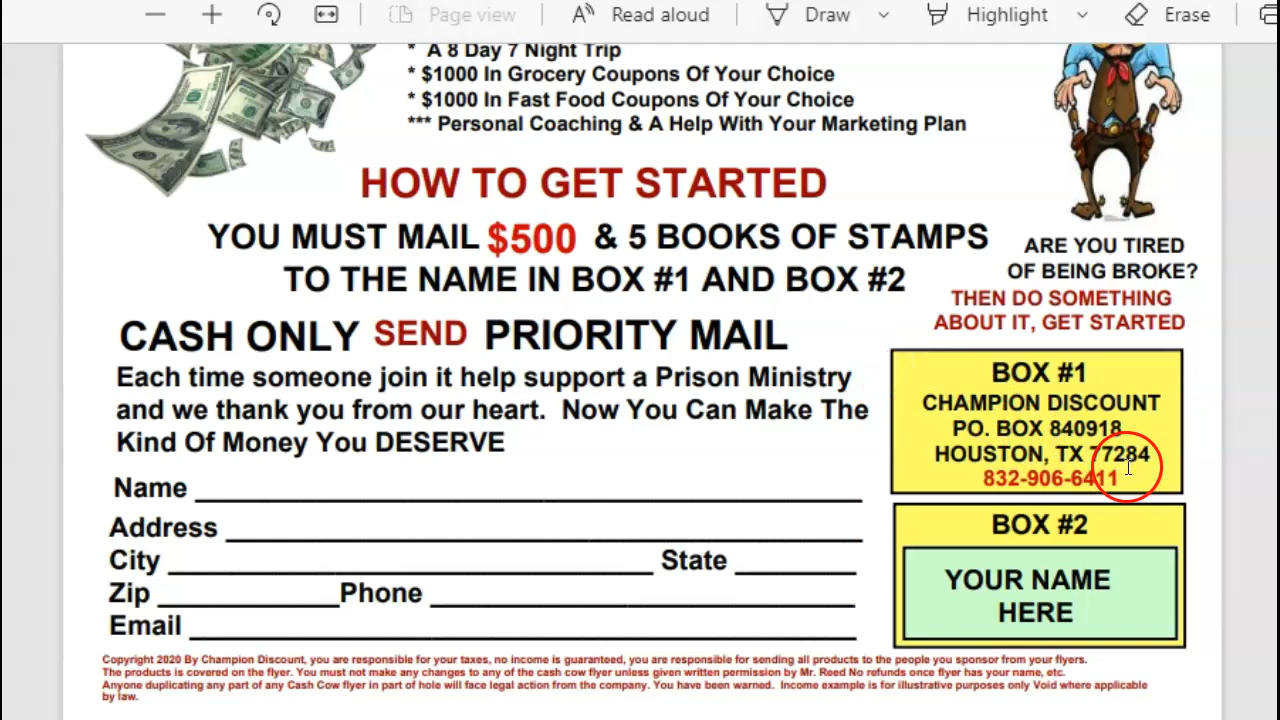 Page view
Read aloud
Draw
Highlight
Erase
* A 8 Day 7 Night Trip
* $1000 In Grocery Coupons Of Your Choice
* $1000 In Fast Food Coupons Of Your Choice
*** Personal Coaching & A Help With Your Marketing Plan
HOW TO GET STARTED
YOU MUST MAIL $500 & 5 BOOKS OF STAMPS
TO THE NAME IN BOX #1 AND BOX #2
ARE YOU TIRED
OF BEING BROKE?
THEN DO SOMETHING
ABOUT IT, GET STARTED
CASH ONLY SEND PRIORITY MAIL
Each time someone join it help support a Prison Ministry
and we thank you from our heart. Now You Can Make The
Kind Of Money You DESERVE
BOX #1
CHAMPION DISCOUNT
PO. BOX 840918
HOUSTON, TX 77284
832-906-6411
Name
Address
City State
Zip Phone
Email
BOX #2
YOUR NAME
HERE
Copyright 2020 By Champion Discount, you are responsible for your taxes, no income is guaranteed, you are responsible for sending all products to the people you sponsor from your flyers.
The products is covered on the flyer. You must not make any changes to any of the cash cow flyer unless given written permission by Mr. Reed No refunds once flyer has your name, etc.
Anyone duplicating any part of any Cash Cow flyer in part of hole will face legal action from the company. You have been warned. Income example is for illustrative purposes only Void where applicable
by law.